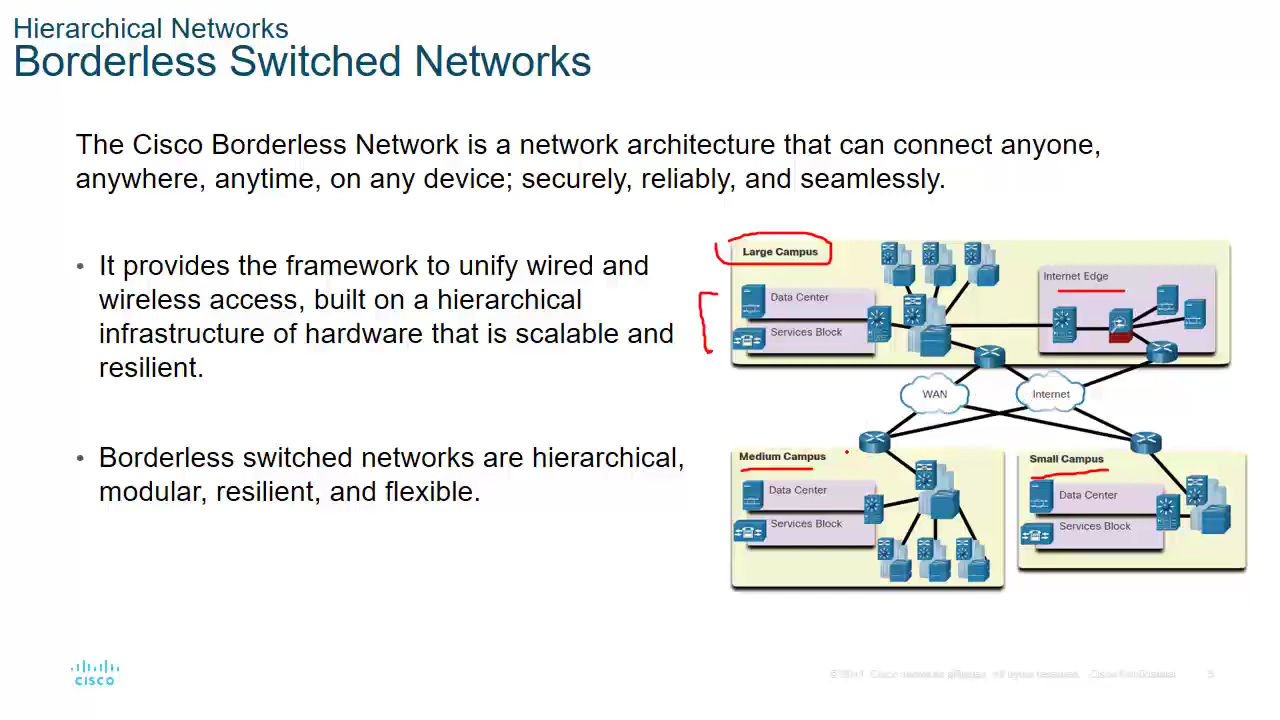 Hierarchical Networks
Borderless Switched Networks
The Cisco Borderless Network is a network architecture that can connect anyone,
anywhere, anytime, on any device; securely, reliably, and seamlessly.
• It provides the framework to unify wired and
wireless access, built on a hierarchical
infrastructure of hardware that is scalable and
resilient.
• Borderless switched networks are hierarchical,
modular, resilient, and flexible.
Large Campus
Data Center
Services Block
Internet Edge
WAN
Internet
Medium Campus
Data Center
Services Block
Small Campus
Data Center
Services Block
CISCO
All rights reserved.
5